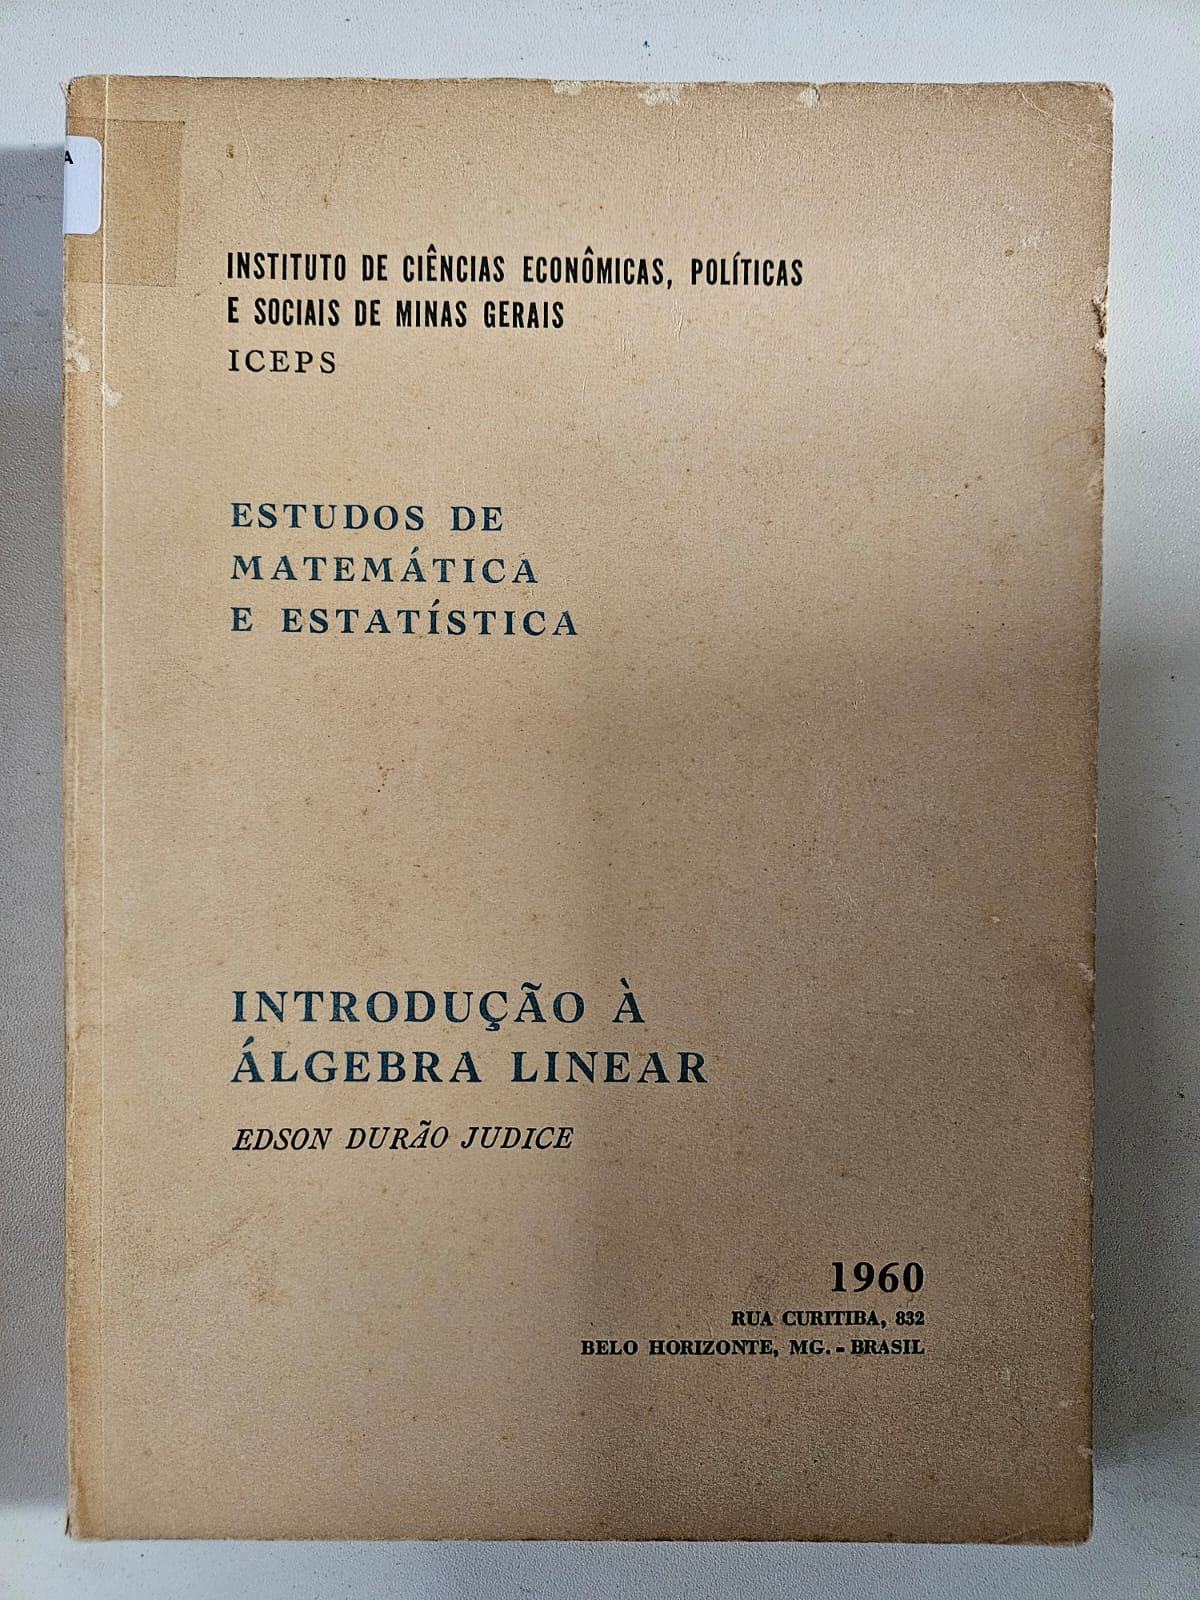 A
INSTITUTO DE CIÊNCIAS ECONÔMICAS, POLÍTICAS
E SOCIAIS DE MINAS GERAIS
ICEPS
ESTUDOS DE
MATEMÁTICA
E ESTATÍSTICA
INTRODUÇÃO À
ÁLGEBRA LINEAR
EDSON DURÃO JUDICE
1960
RUA CURITIBA, 832
BELO HORIZONTE, MG. - BRASIL